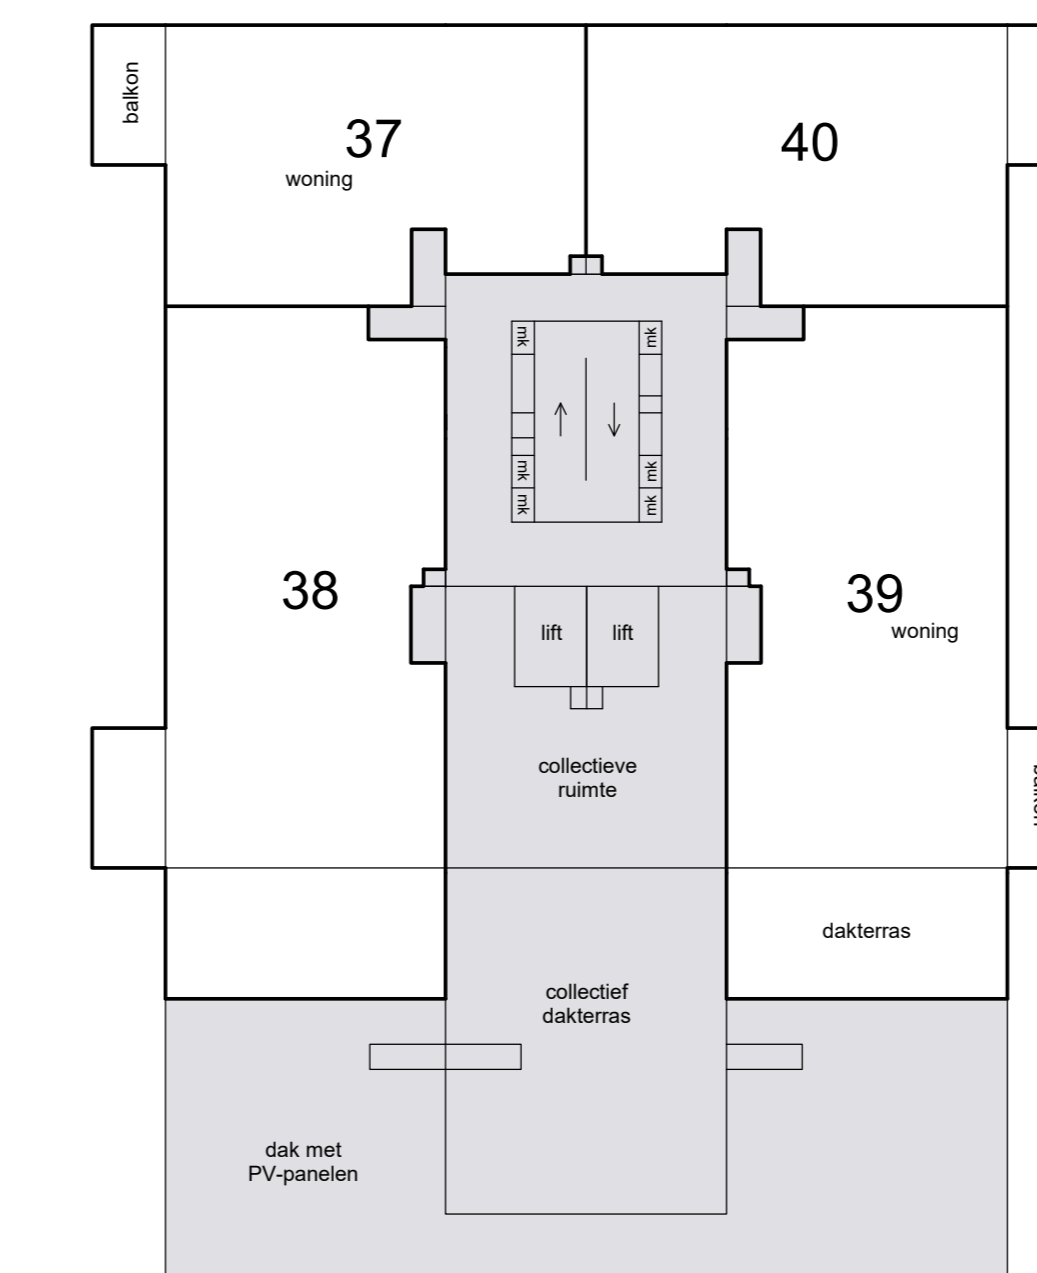 balkon
37
woning
40
mk
mk
mk
mk
mk
mk
38
39
woning
lift
lift
collectieve
ruimte
dakterras
collectief
dakterras
dak met
PV-panelen